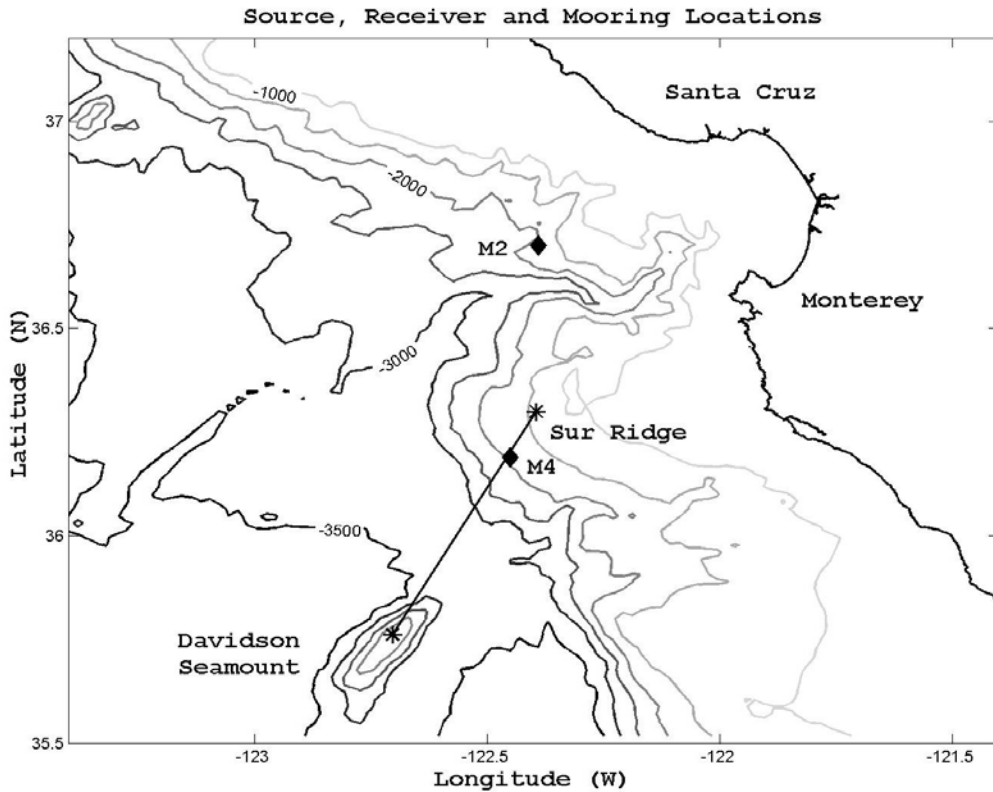 Source, Receiver and Mooring Locations
-1000
Santa Cruz
37
-2000
M2
Monterey
36.5
-3000
Latitude (N)
Sur Ridge
M4
36
-3500
Davidson
Seamount
35.5
-123
-122.5
-122
-121.5
Longitude (W)